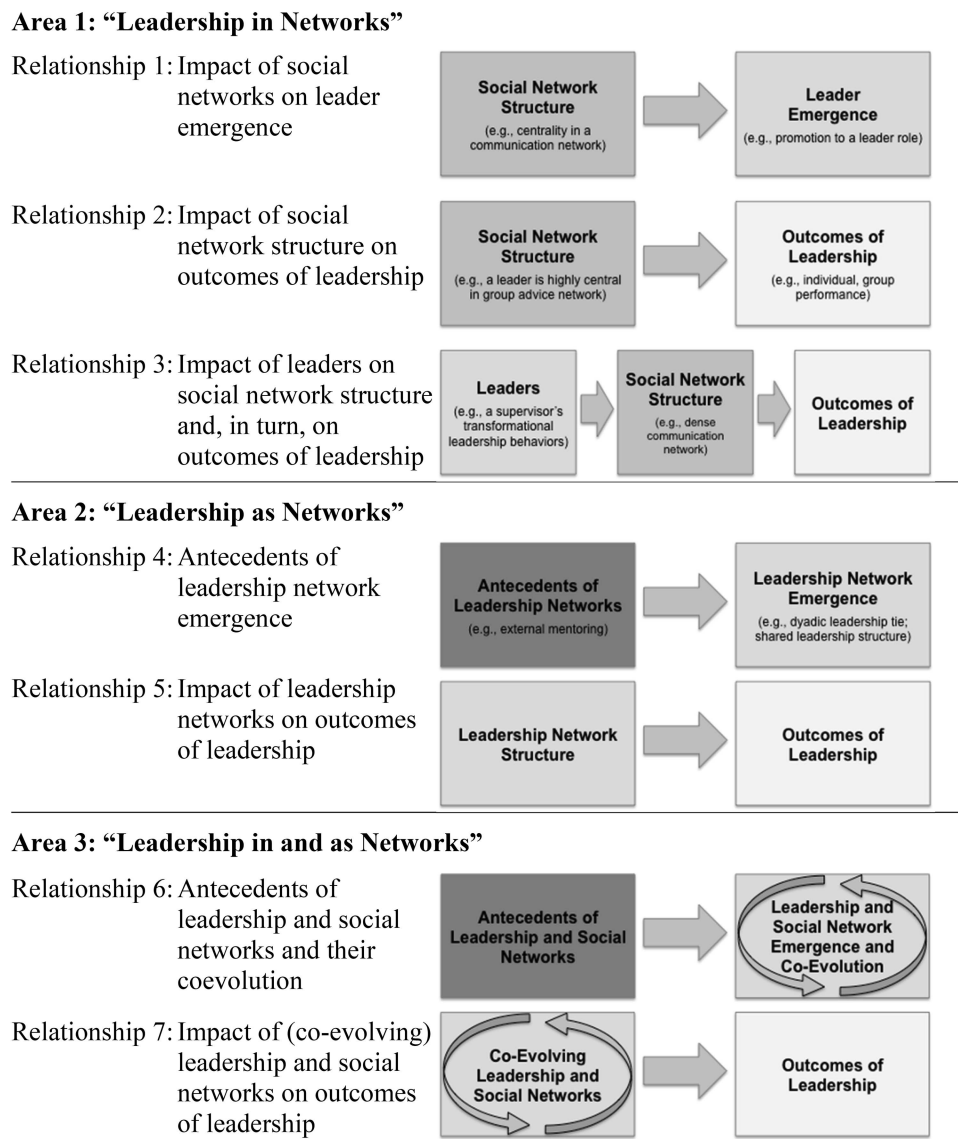 Area 1: “Leadership in Networks”
Relationship 1: Impact of social
networks on leader
emergence
Social Network
Structure
(e.g., centrality in a
communication network)
Leader
Emergence
(e.g., promotion to a leader role)
Relationship 2: Impact of social
network structure on
outcomes of leadership
Social Network
Structure
(e.g., a leader is highly central
in group advice network)
Outcomes of
Leadership
(e.g., individual, group
performance)
Relationship 3: Impact of leaders on
social network structure
and, in turn, on
outcomes of leadership
Leaders
(e.g., a supervisor’s
transformational
leadership behaviors)
Social Network
Structure
(e.g., dense
communication
network)
Outcomes of
Leadership
Area 2: “Leadership as Networks”
Relationship 4: Antecedents of
leadership network
emergence
Antecedents of
Leadership Networks
(e.g., external mentoring)
Leadership Network
Emergence
(e.g., dyadic leadership tie;
shared leadership structure)
Relationship 5: Impact of leadership
networks on outcomes
of leadership
Leadership Network
Structure
Outcomes of
Leadership
Area 3: “Leadership in and as Networks”
Relationship 6: Antecedents of
leadership and social
networks and their
coevolution
Antecedents of
Leadership and Social
Networks
Leadership and
Social Network
Emergence and
Co-Evolution
Relationship 7: Impact of (co-evolving)
leadership and social
networks on outcomes
of leadership
Co-Evolving
Leadership and
Social Networks
Outcomes of
Leadership